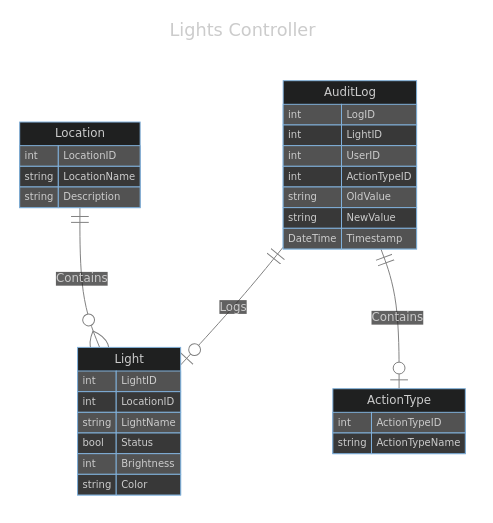 Lights Controller
AuditLog
int LogID
int LightID
int UserID
int ActionTypeID
string OldValue
string NewValue
DateTime Timestamp
Location
int LocationID
string LocationName
string Description
Contains
Logs
Contains
Light
int LightID
int LocationID
string LightName
bool Status
int Brightness
string Color
ActionType
int ActionTypeID
string ActionTypeName